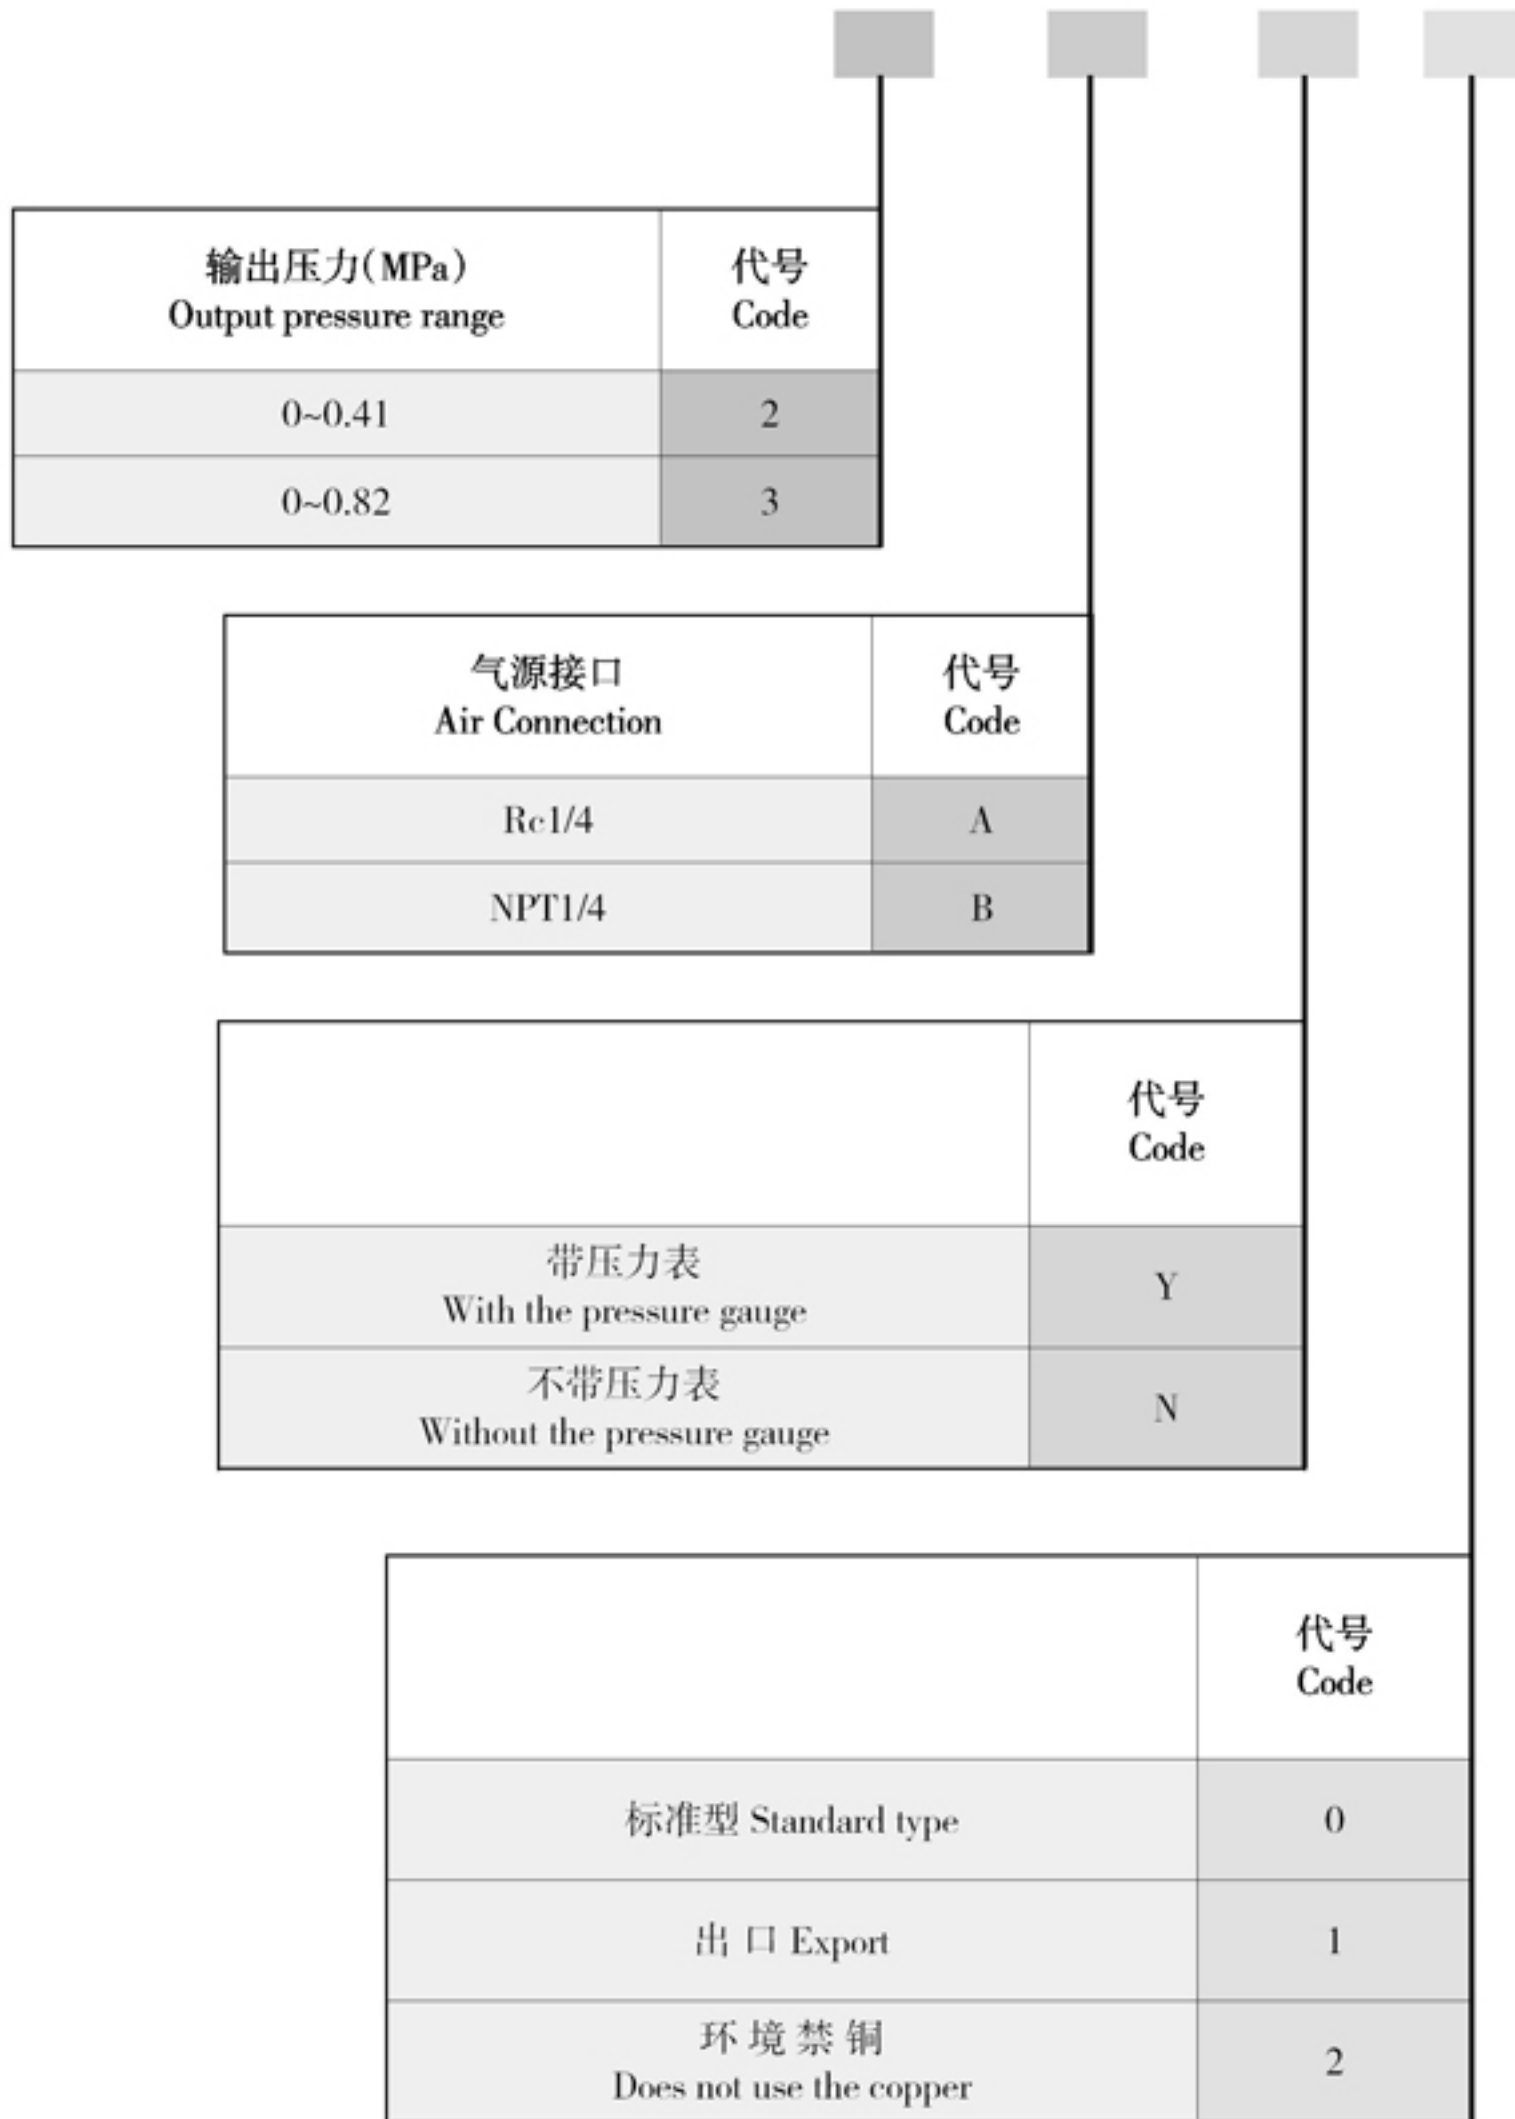 输出压力(MPa) 代号
Output pressure range Code
0~0.41 2
0~0.82 3
气源接口 代号
Air Connection Code
Rc1/4 A
NPT1/4 B
代号
Code
带压力表
With the pressure gauge Y
不带压力表
Without the pressure gauge N
代号
Code
标准型 Standard type 0
出 口 Export 1
环 境 禁 铜
Does not use the copper 2